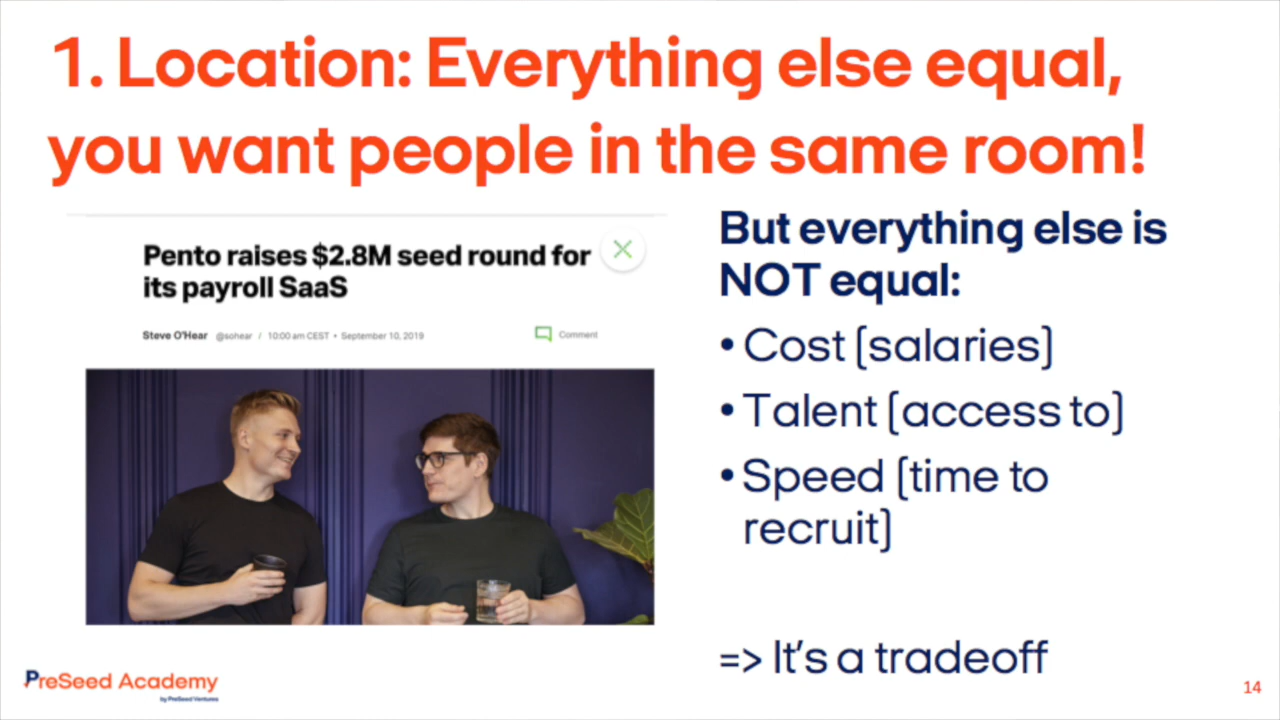 1. Location: Everything else equal,
you want people in the same room!
Pento raises $2.8M seed round for
its payroll SaaS
Steve O'Hear @sohear / 10:00 am CEST • September 10, 2019
Comment
But everything else is
NOT equal:
• Cost (salaries)
• Talent (access to)
• Speed (time to
recruit)
=> It's a tradeoff
PreSeed Academy
by PreSeed Ventures
14